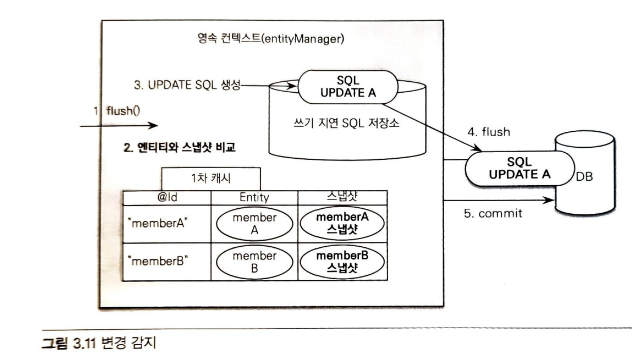 영속 컨텍스트(entityManager)
SQL
UPDATE A
3. UPDATE SQL 생성
1. flush()
쓰기 지연 SQL 저장소
4. flush
2. 엔티티와 스냅샷 비교
SQL
UPDATE A
DB
1차 캐시
@Id Entity 스냅샷
5. commit
"memberA" member
A memberA
스냅샷
"memberB" member
B memberB
스냅샷
그림 3.11 변경 감지